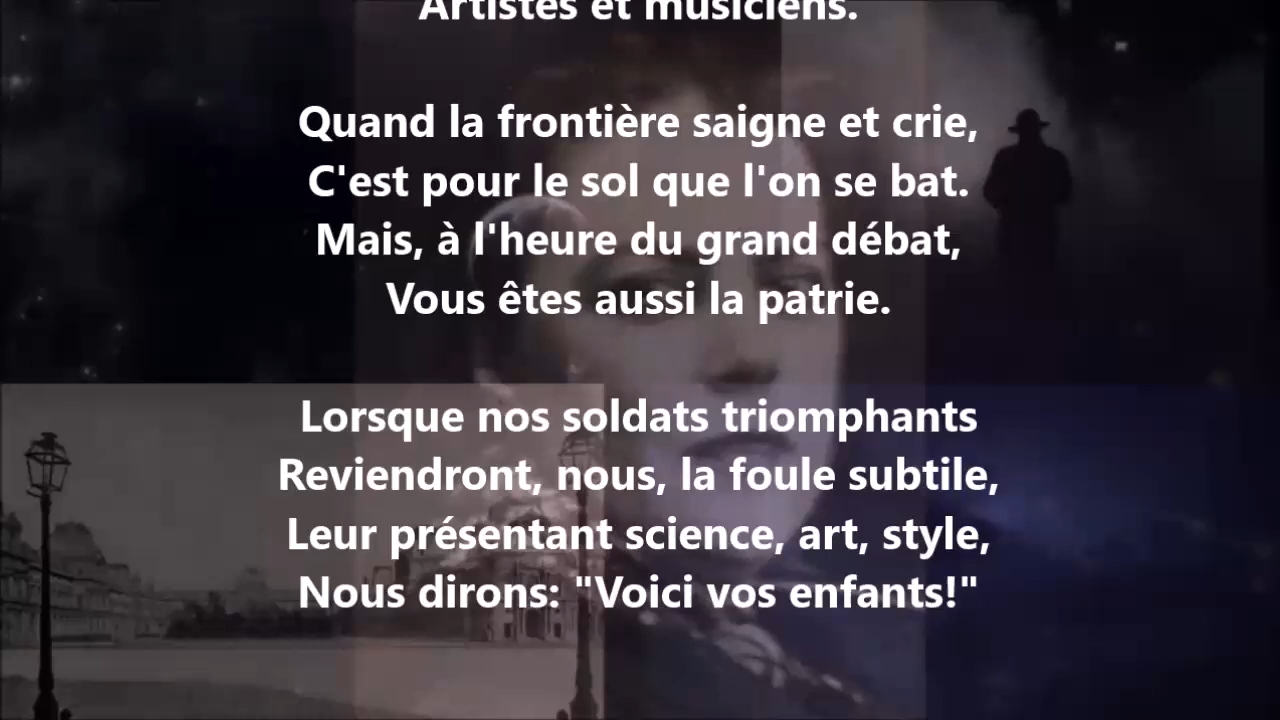 Artistes et musiciens.
Quand la frontière saigne et crie,
C'est pour le sol que l'on se bat.
Mais, à l'heure du grand débat,
Vous êtes aussi la patrie.
Lorsque nos soldats triomphants
Reviendront, nous, la foule subtile,
Leur présentant science, art, style,
Nous dirons: "Voici vos enfants!"